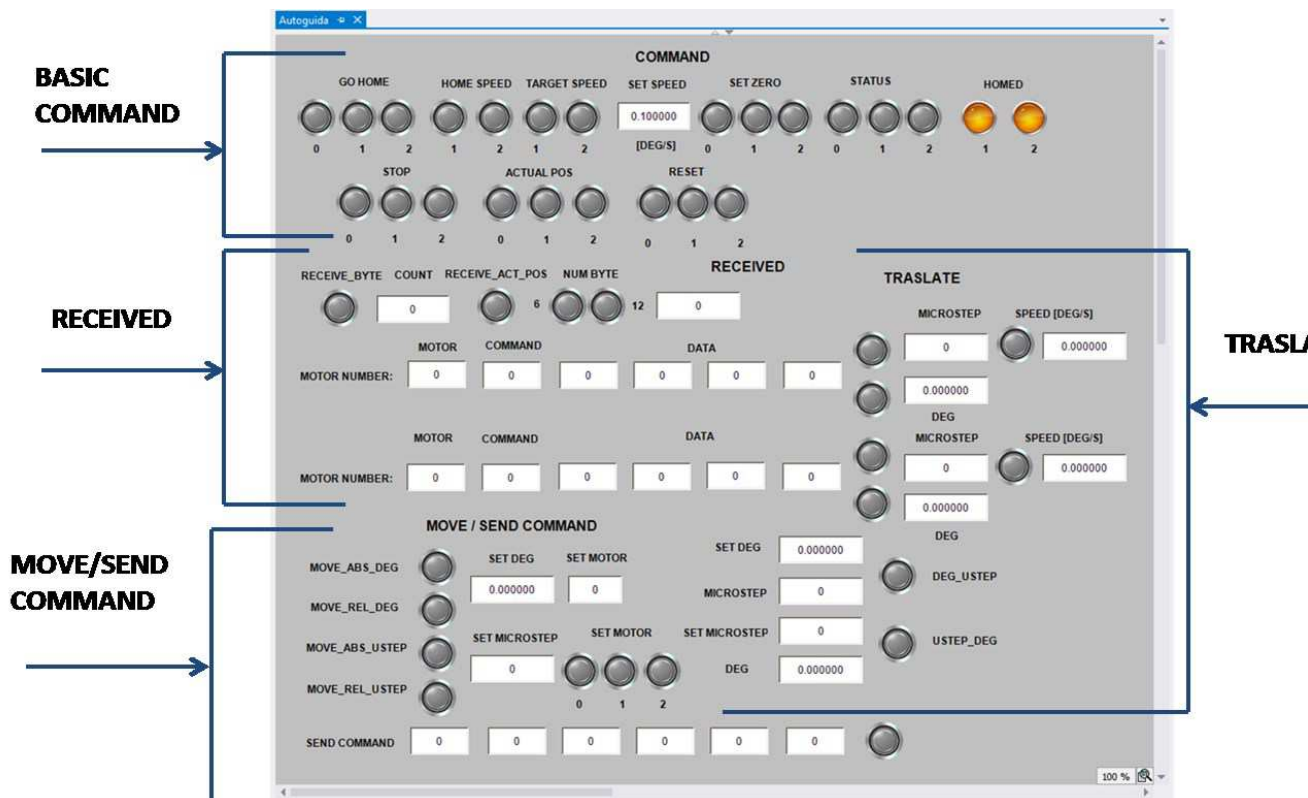 Autoguida
COMMAND
BASIC
COMMAND
GO HOME HOME SPEED TARGET SPEED SET SPEED SET ZERO STATUS HOMED
0.100000
0 1 2 1 2 1 2 [DEG/S] 0 1 2 0 1 2 1 2
STOP ACTUAL POS RESET
0 1 2 0 1 2 0 1 2
RECEIVED
RECEIVED
RECEIVE_BYTE COUNT RECEIVE_ACT_POS NUM BYTE
0 6 12 0
MOTOR COMMAND DATA
MOTOR NUMBER: 0 0 0 0 0 0
MOTOR COMMAND DATA
MOTOR NUMBER: 0 0 0 0 0 0
TRASLATE
MICROSTEP SPEED [DEG/S]
0 0.000000
0.000000
DEG
MICROSTEP SPEED [DEG/S]
0 0.000000
0.000000
DEG
TRASLA
MOVE/SEND
COMMAND
MOVE / SEND COMMAND
MOVE_ABS_DEG SET DEG SET MOTOR
0.000000 0
MOVE_REL_DEG
MOVE_ABS_USTEP SET MICROSTEP SET MOTOR
0
MOVE_REL_USTEP
0 1 2
SET DEG 0.000000
MICROSTEP 0 DEG_USTEP
SET MICROSTEP 0
DEG 0.000000 USTEP_DEG
SEND COMMAND 0 0 0 0 0 0
100 %